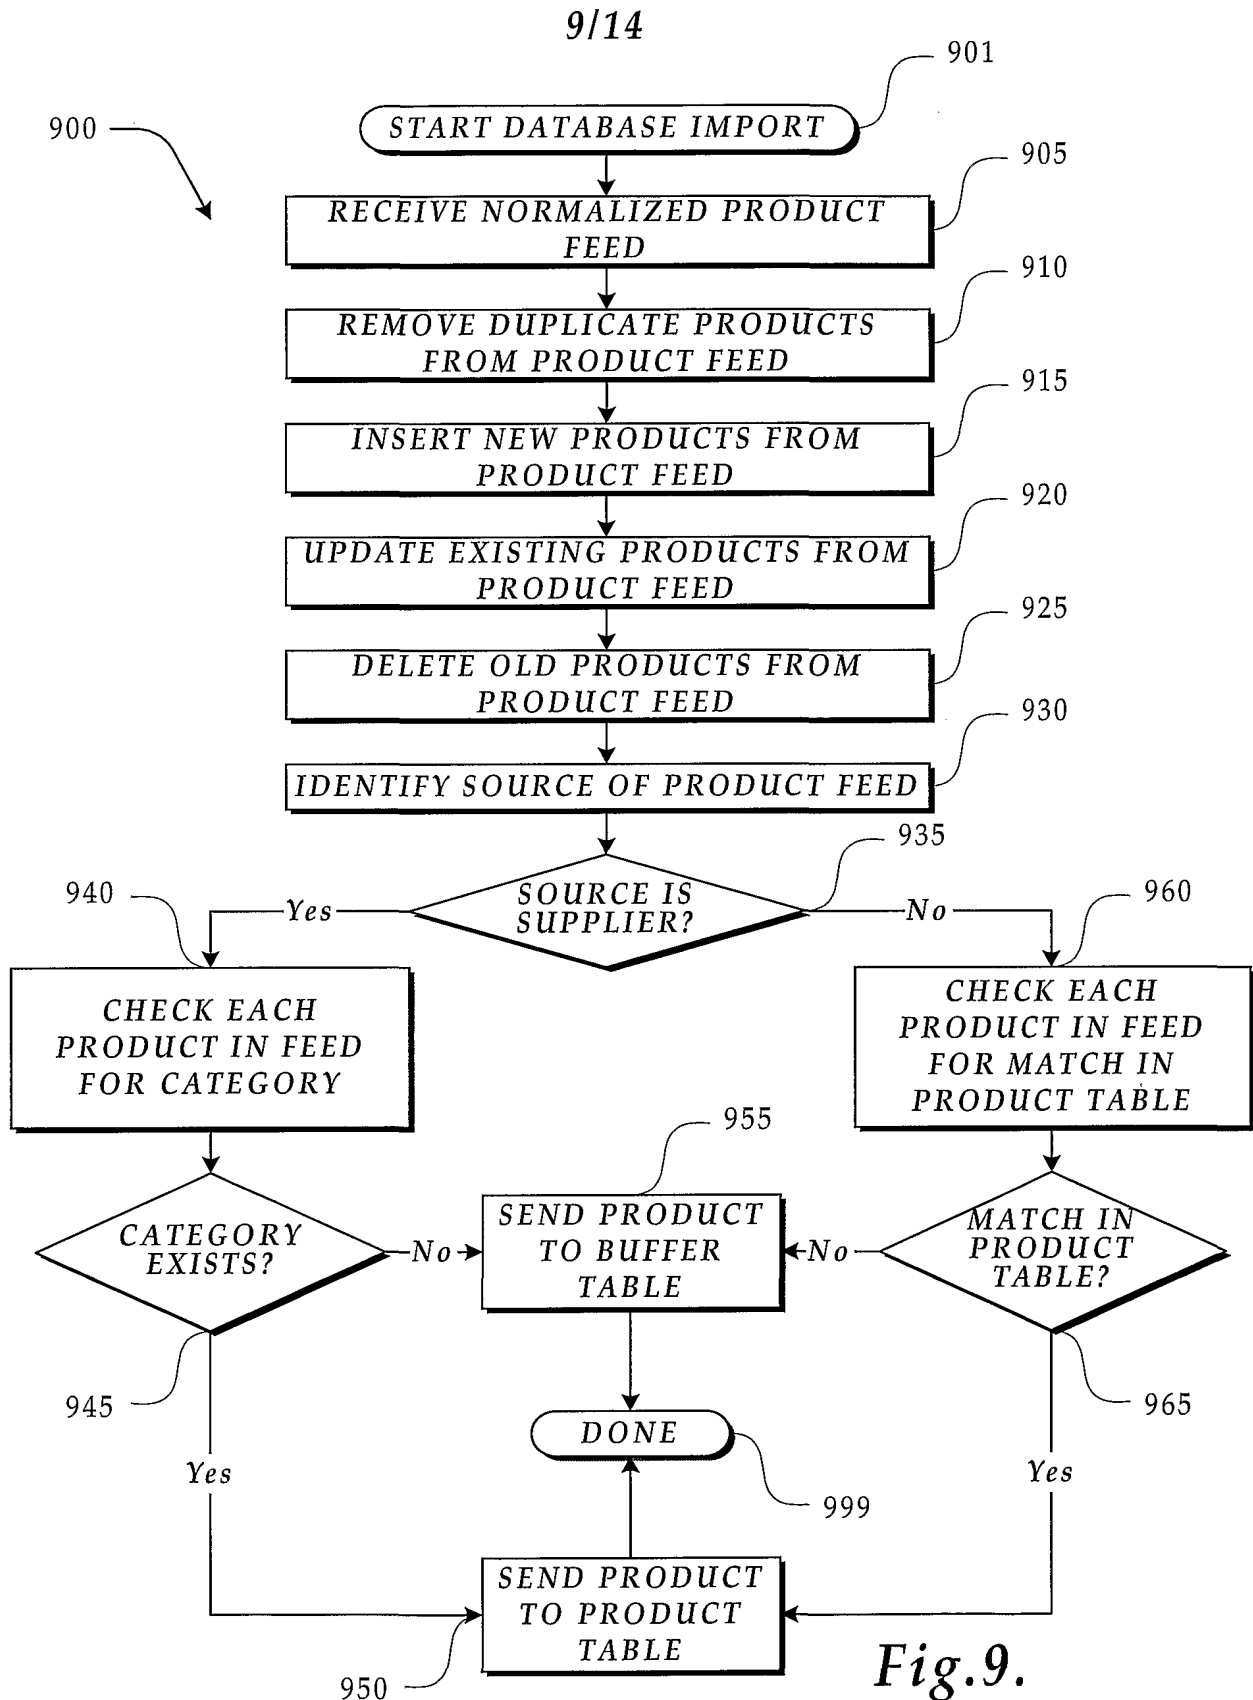 9/14
901
900
START DATABASE IMPORT
905
RECEIVE NORMALIZED PRODUCT
FEED
910
REMOVE DUPLICATE PRODUCTS
FROM PRODUCT FEED
915
INSERT NEW PRODUCTS FROM
PRODUCT FEED
920
UPDATE EXISTING PRODUCTS FROM
PRODUCT FEED
925
DELETE OLD PRODUCTS FROM
PRODUCT FEED
930
IDENTIFY SOURCE OF PRODUCT FEED
935
SOURCE IS
SUPPLIER?
940
Yes
No
960
CHECK EACH
PRODUCT IN FEED
FOR CATEGORY
CHECK EACH
PRODUCT IN FEED
FOR MATCH IN
PRODUCT TABLE
955
CATEGORY
EXISTS?
No
SEND PRODUCT
TO BUFFER
TABLE
No
MATCH IN
PRODUCT
TABLE?
945
965
DONE
Yes
Yes
999
SEND PRODUCT
TO PRODUCT
TABLE
950
Fig.9.